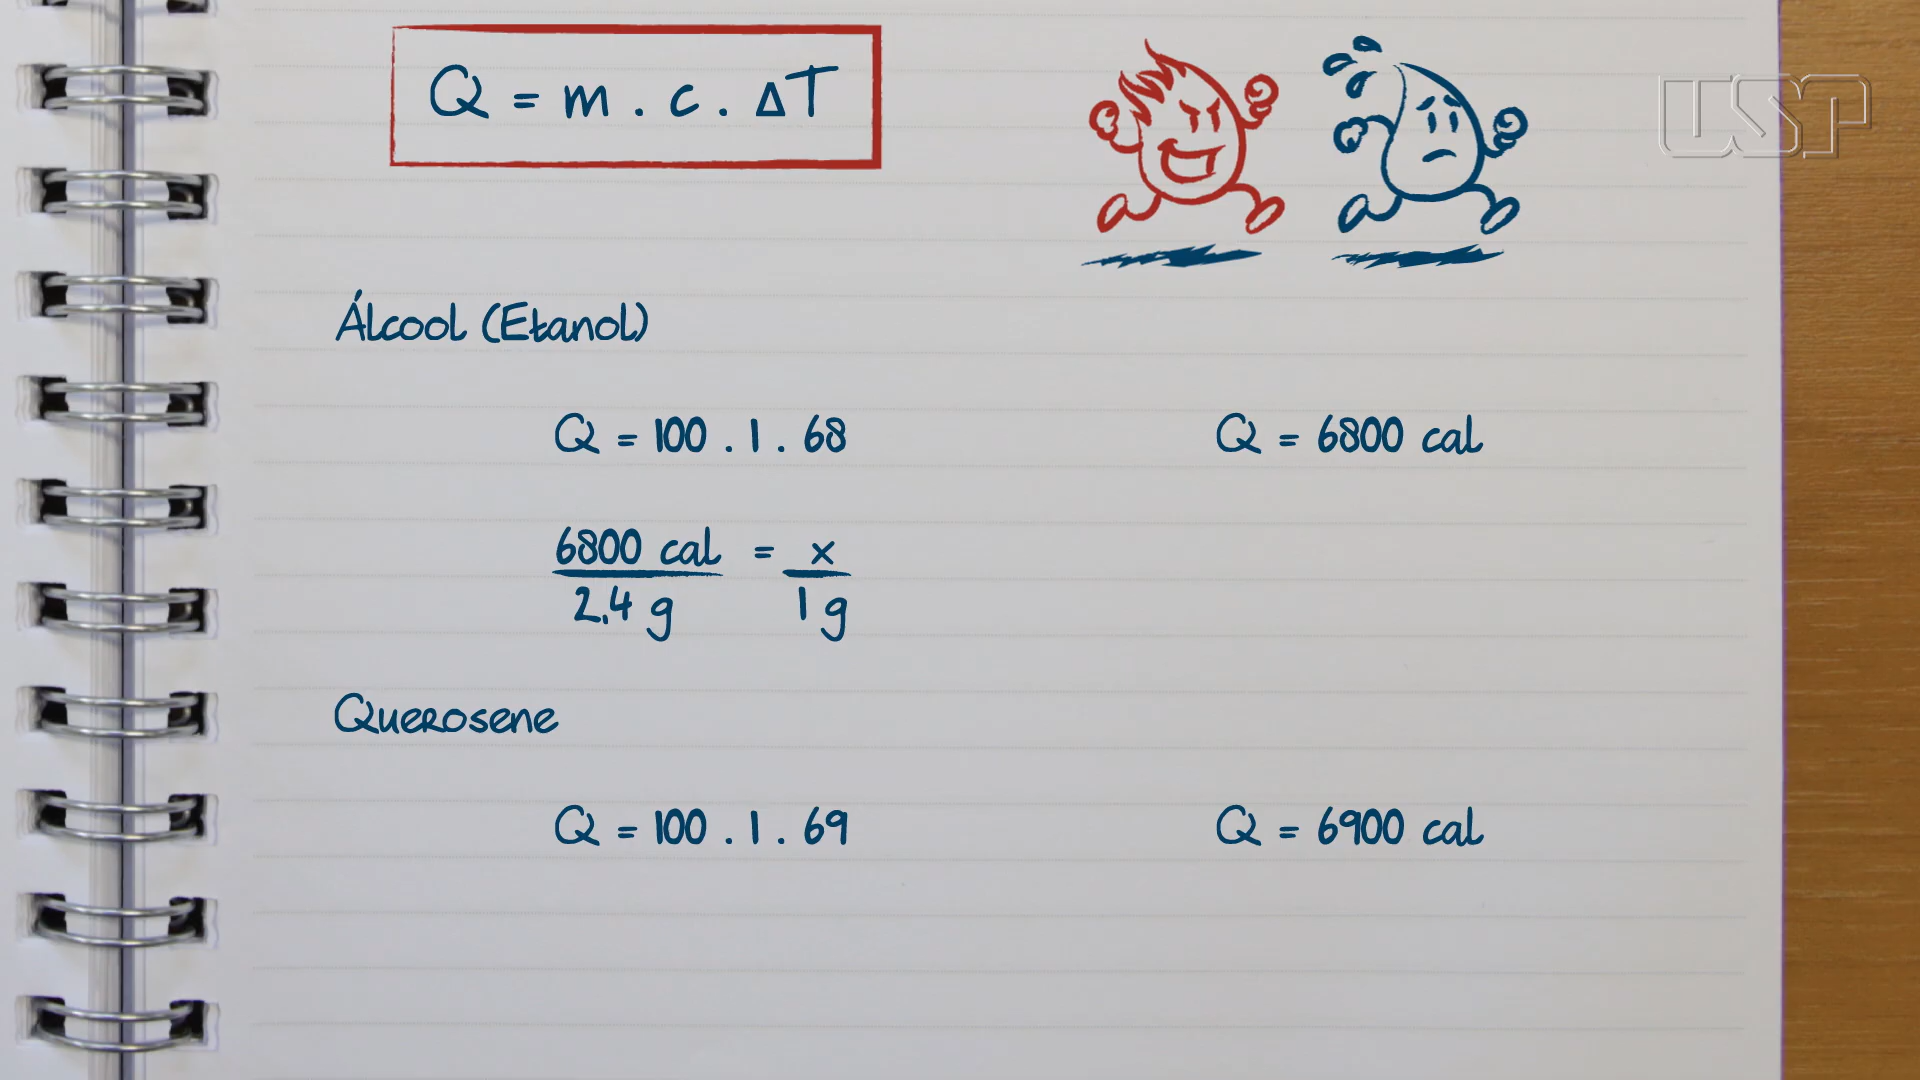 Q = m . c . ΔT
USP
Álcool (Etanol)
Q = 100 . 1 . 68
Q = 6800 cal
6800 cal = x
2,4 g 1 g
Querosene
Q = 100 . 1 . 69
Q = 6900 cal